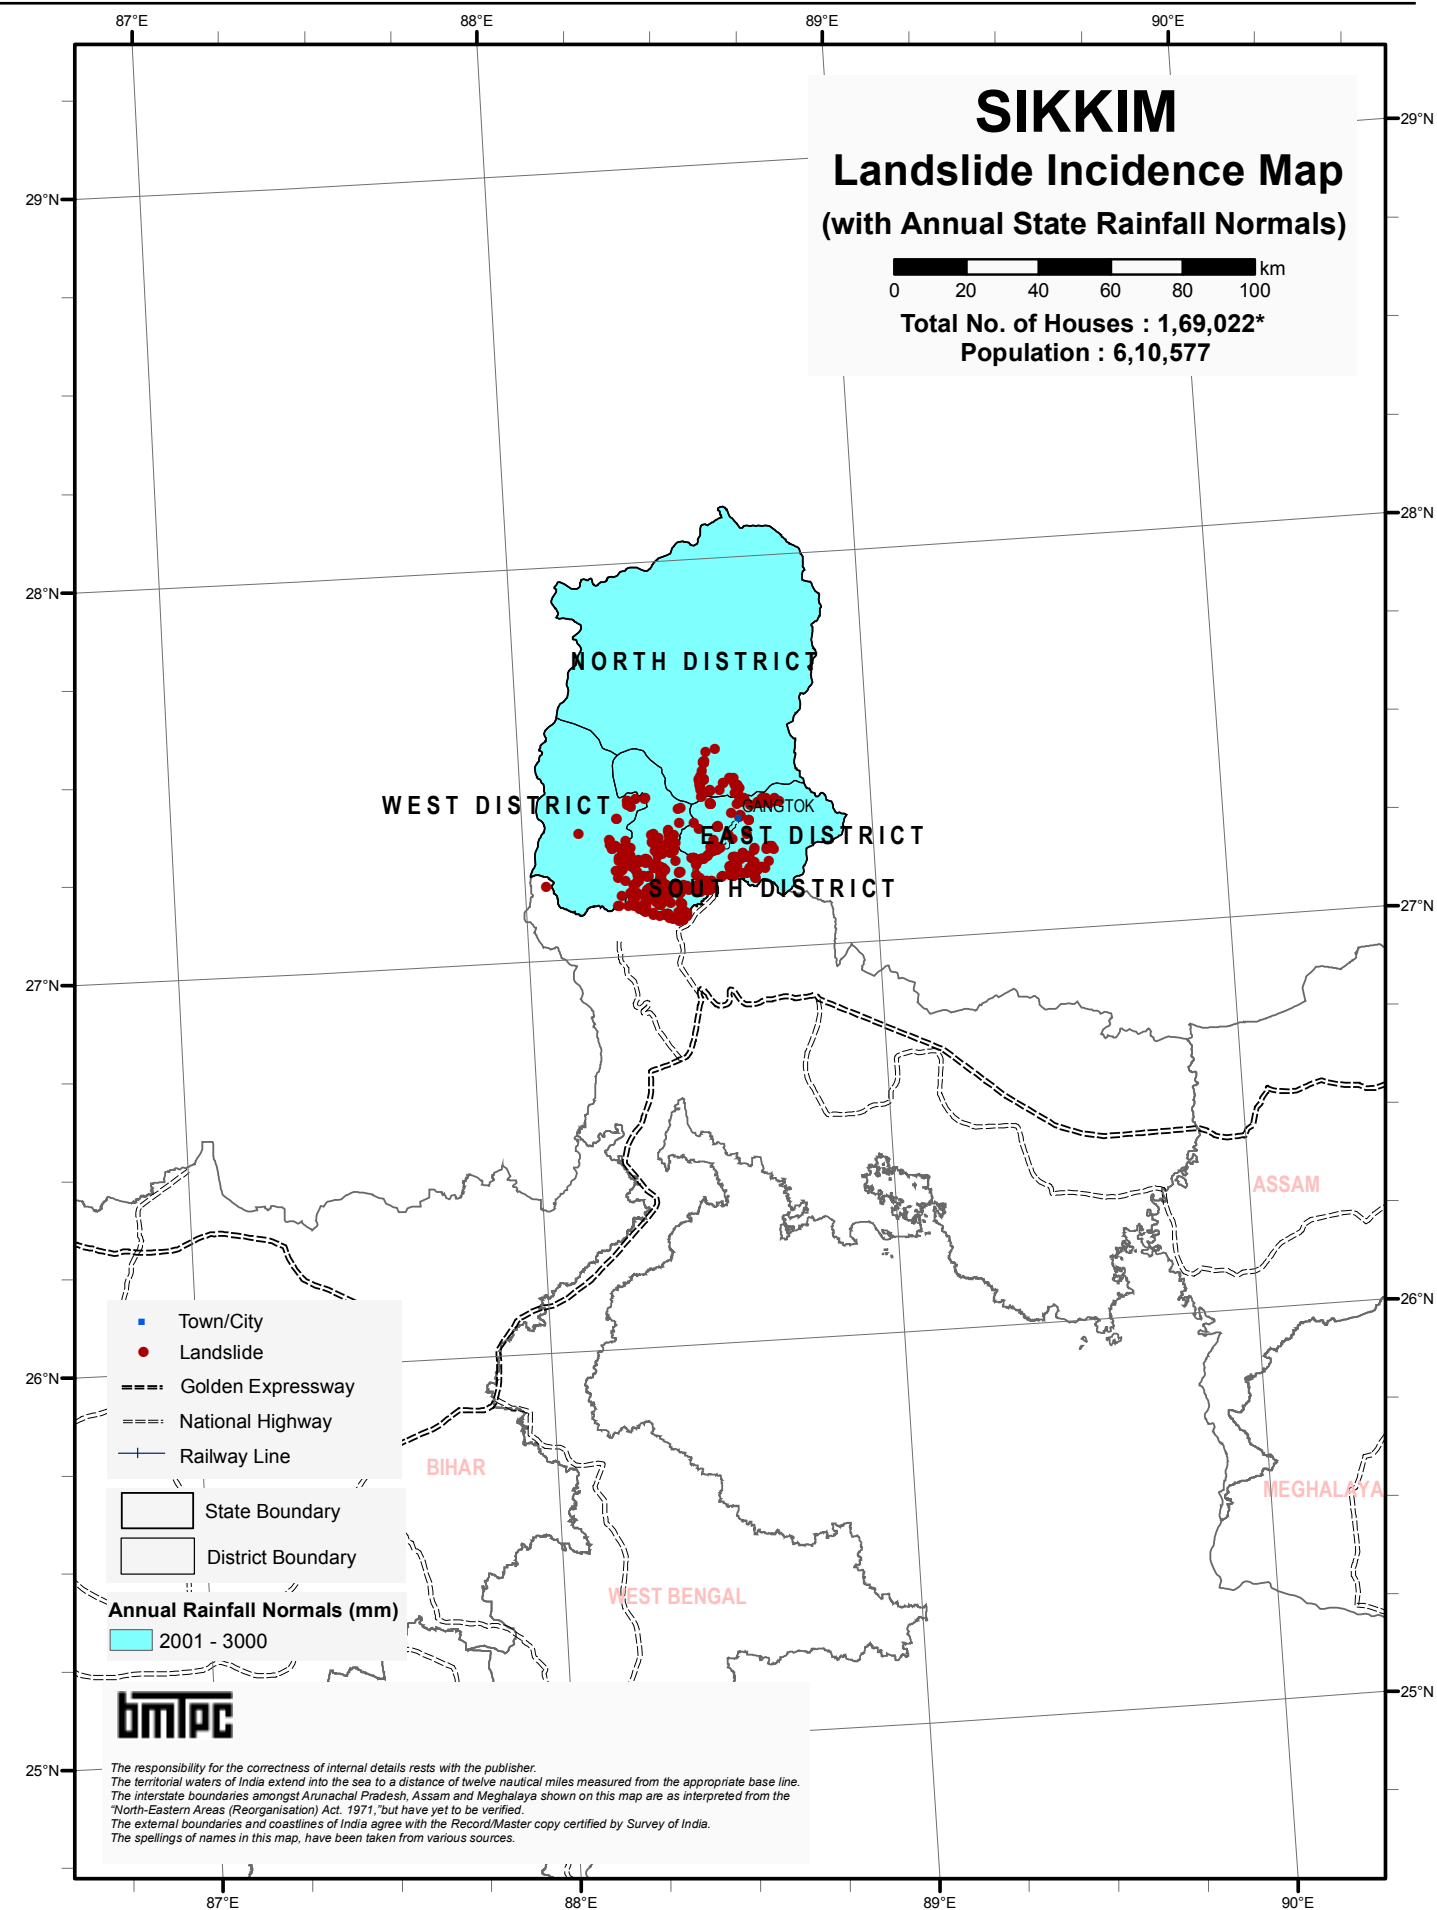 87°E 88°E 89°E 90°E
SIKKIM
Landslide Incidence Map
(with Annual State Rainfall Normals)
km
0 20 40 60 80 100
Total No. of Houses : 1,69,022*
Population : 6,10,577
29°N
29°N
28°N
28°N
NORTH DISTRICT
WEST DISTRICT
GANGTOK
EAST DISTRICT
SOUTH DISTRICT
27°N
27°N
ASSAM
26°N
26°N
Town/City
Landslide
Golden Expressway
National Highway
Railway Line
BIHAR
MEGHALAYA
State Boundary
District Boundary
WEST BENGAL
Annual Rainfall Normals (mm)
2001 - 3000
25°N
bmTpc
The responsibility for the correctness of internal details rests with the publisher.
The territorial waters of India extend into the sea to a distance of twelve nautical miles measured from the appropriate base line.
The interstate boundaries amongst Arunachal Pradesh, Assam and Meghalaya shown on this map are as interpreted from the
"North-Eastern Areas (Reorganisation) Act. 1971,"but have yet to be verified.
The external boundaries and coastlines of India agree with the Record/Master copy certified by Survey of India.
The spellings of names in this map, have been taken from various sources.
25°N
87°E 88°E 89°E 90°E